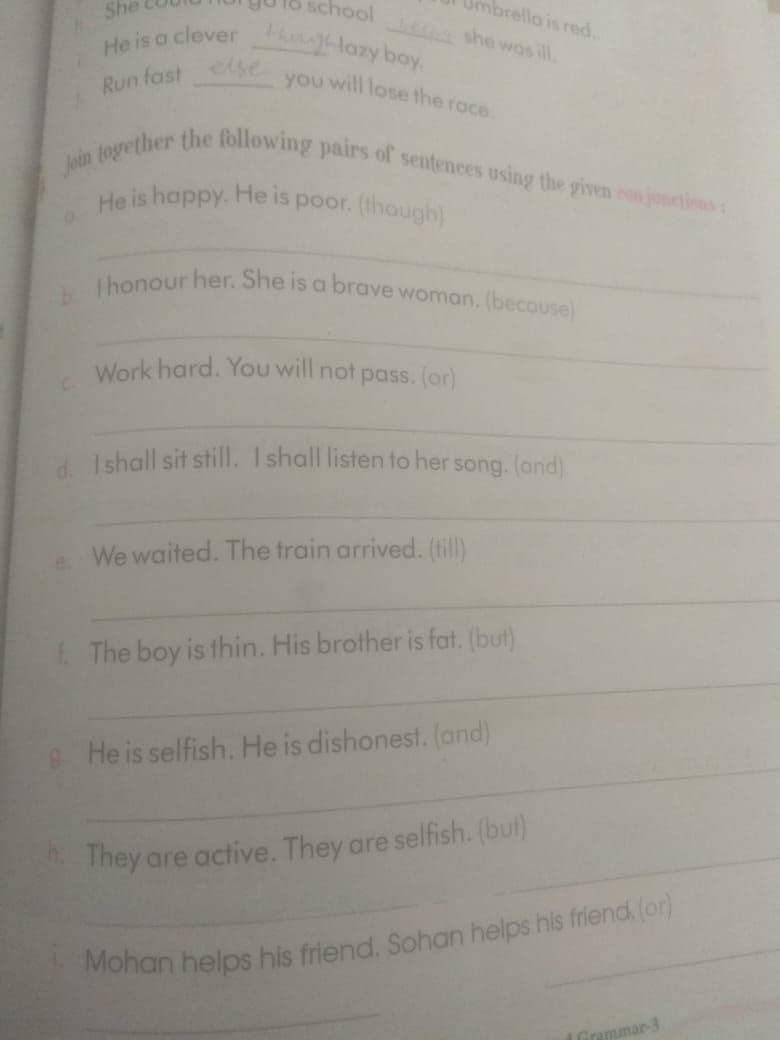 h. She could not go to school she was ill.
umbrella is red.
He is a clever though lazy boy.
Run fast else you will lose the race.
Join together the following pairs of sentences using the given conjunctions :
a. He is happy. He is poor. (though)
b. I honour her. She is a brave woman. (because)
c. Work hard. You will not pass. (or)
d. I shall sit still. I shall listen to her song. (and)
e. We waited. The train arrived. (till)
f. The boy is thin. His brother is fat. (but)
g. He is selfish. He is dishonest. (and)
h. They are active. They are selfish. (but)
i. Mohan helps his friend. Sohan helps his friend. (or)
Grammar-3